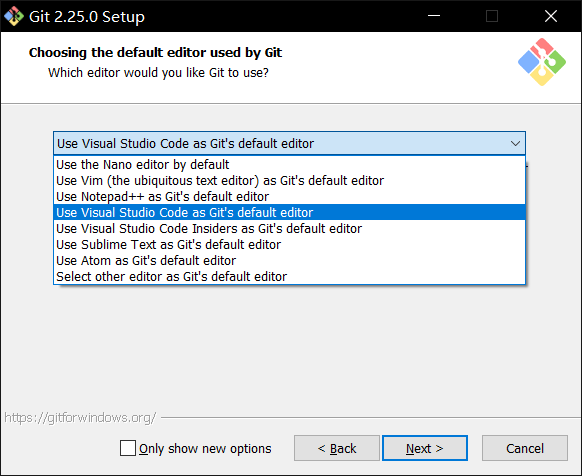 Git 2.25.0 Setup
Choosing the default editor used by Git
Which editor would you like Git to use?
Use Visual Studio Code as Git's default editor
Use the Nano editor by default
Use Vim (the ubiquitous text editor) as Git's default editor
Use Notepad++ as Git's default editor
Use Visual Studio Code as Git's default editor
Use Visual Studio Code Insiders as Git's default editor
Use Sublime Text as Git's default editor
Use Atom as Git's default editor
Select other editor as Git's default editor
https://gitforwindows.org/
Only show new options
< Back
Next >
Cancel